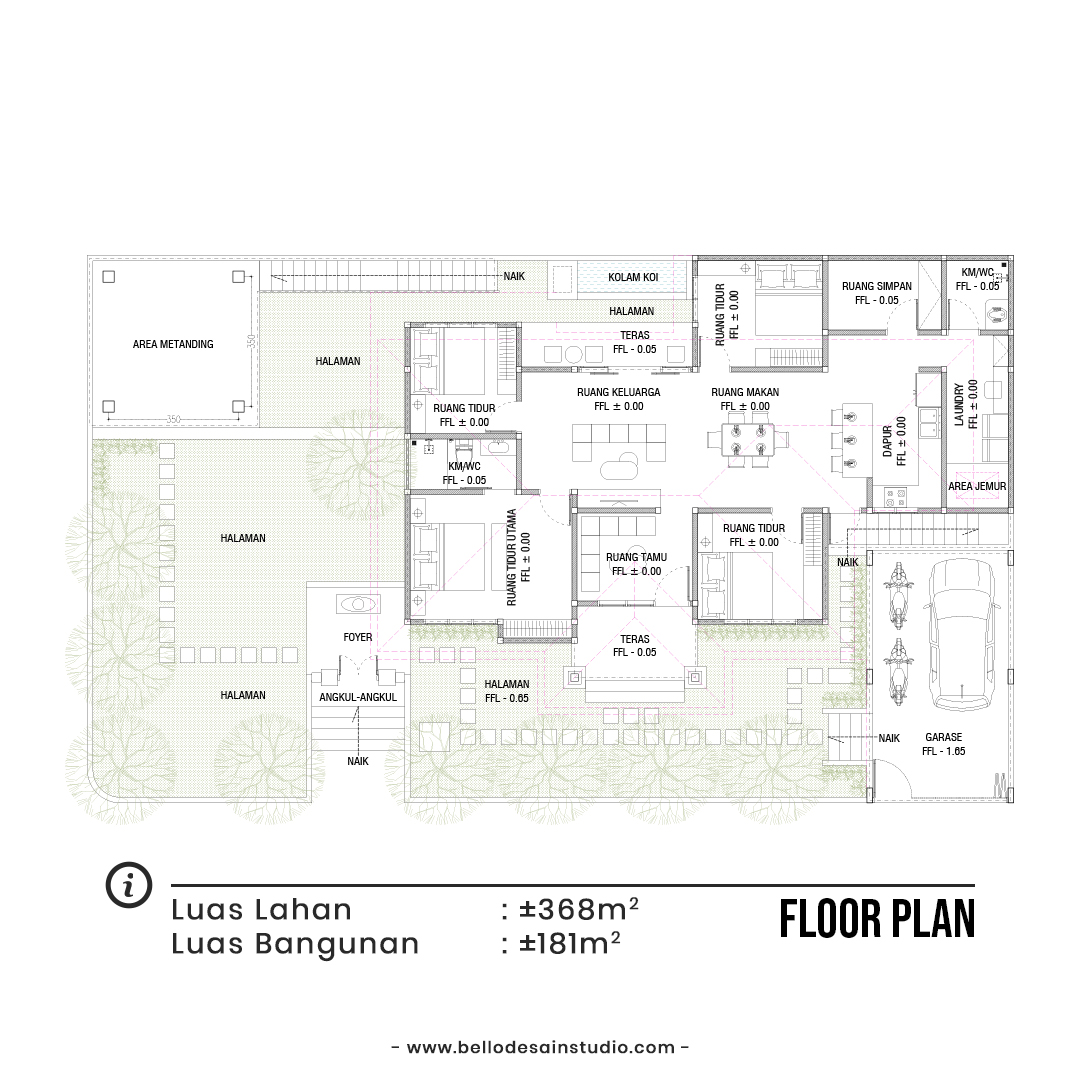 NAIK
KOLAM KOI
HALAMAN
TERAS
FFL - 0.05
RUANG TIDUR
FFL ± 0.00
RUANG SIMPAN
FFL - 0.05
KM/WC
FFL - 0.05
AREA METANDING
350
350
HALAMAN
RUANG TIDUR
FFL ± 0.00
RUANG KELUARGA
FFL ± 0.00
RUANG MAKAN
FFL ± 0.00
DAPUR
FFL ± 0.00
LAUNDRY
FFL ± 0.00
KM/WC
FFL - 0.05
AREA JEMUR
HALAMAN
RUANG TIDUR UTAMA
FFL ± 0.00
RUANG TAMU
FFL ± 0.00
RUANG TIDUR
FFL ± 0.00
NAIK
FOYER
TERAS
FFL - 0.05
HALAMAN
ANGKUL-ANGKUL
HALAMAN
FFL - 0.65
NAIK
NAIK
GARASE
FFL - 1.65
i
Luas Lahan : ±368m²
Luas Bangunan : ±181m²
FLOOR PLAN
- www.bellodesainstudio.com -